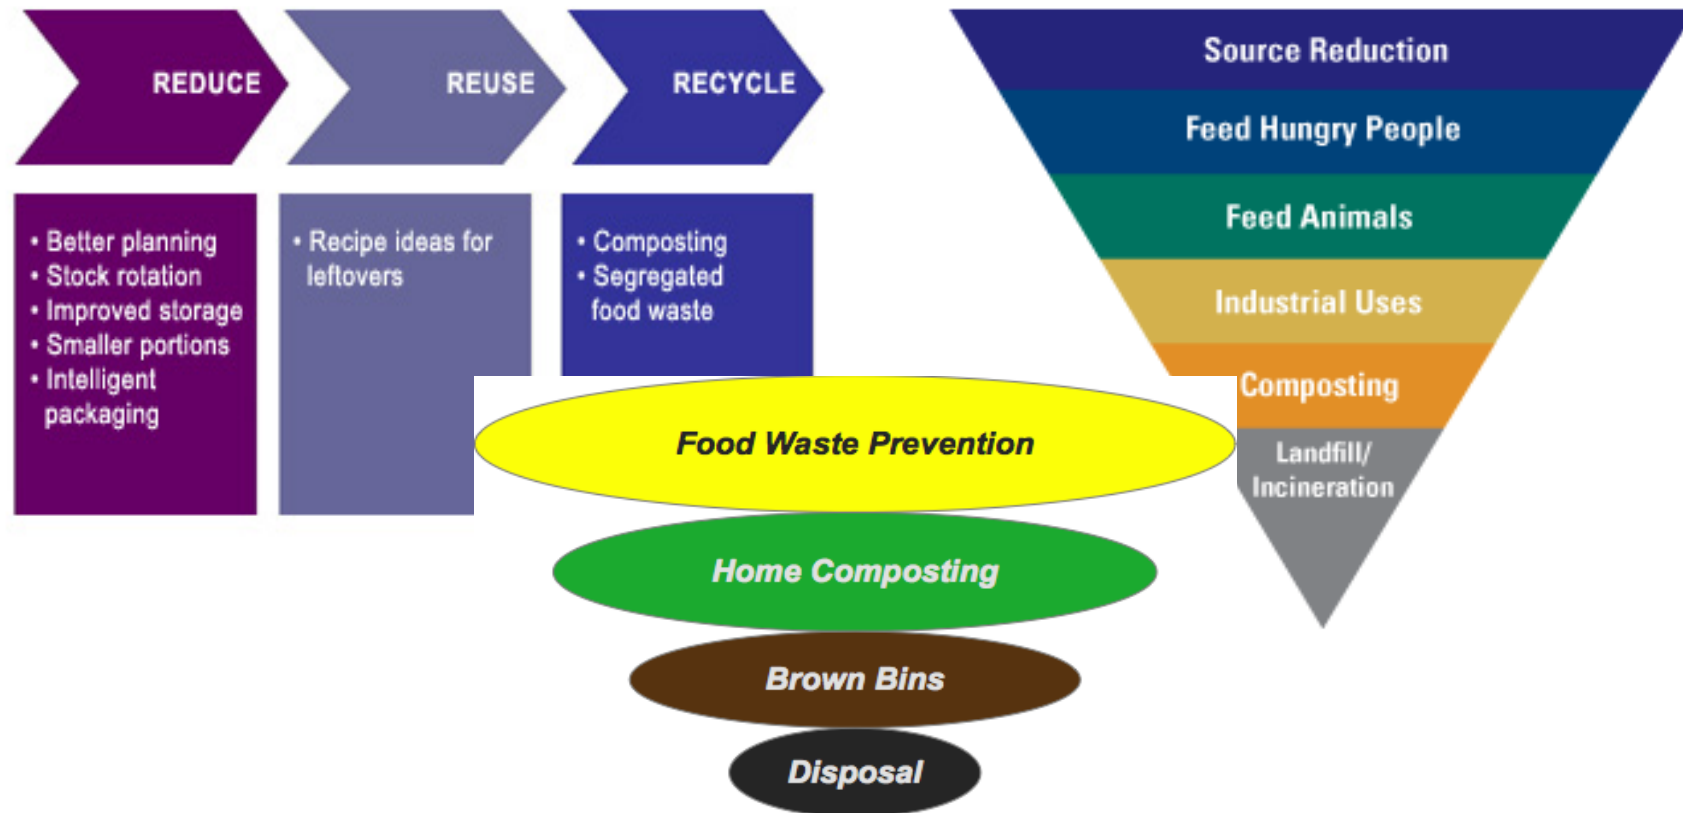 REDUCE
REUSE
RECYCLE
• Better planning
• Stock rotation
• Improved storage
• Smaller portions
• Intelligent
packaging
• Recipe ideas for
leftovers
• Composting
• Segregated
food waste
Source Reduction
Feed Hungry People
Feed Animals
Industrial Uses
Composting
Landfill/
Incineration
Food Waste Prevention
Home Composting
Brown Bins
Disposal